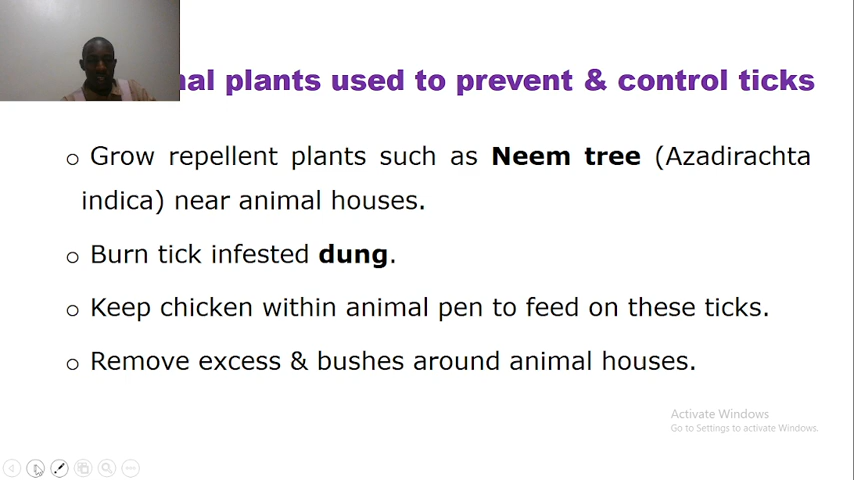 plants used to prevent & control ticks
o Grow repellent plants such as Neem tree (Azadirachta
indica) near animal houses.
o Burn tick infested dung.
o Keep chicken within animal pen to feed on these ticks.
o Remove excess & bushes around animal houses.
Activate Windows
Go to Settings to activate Windows.